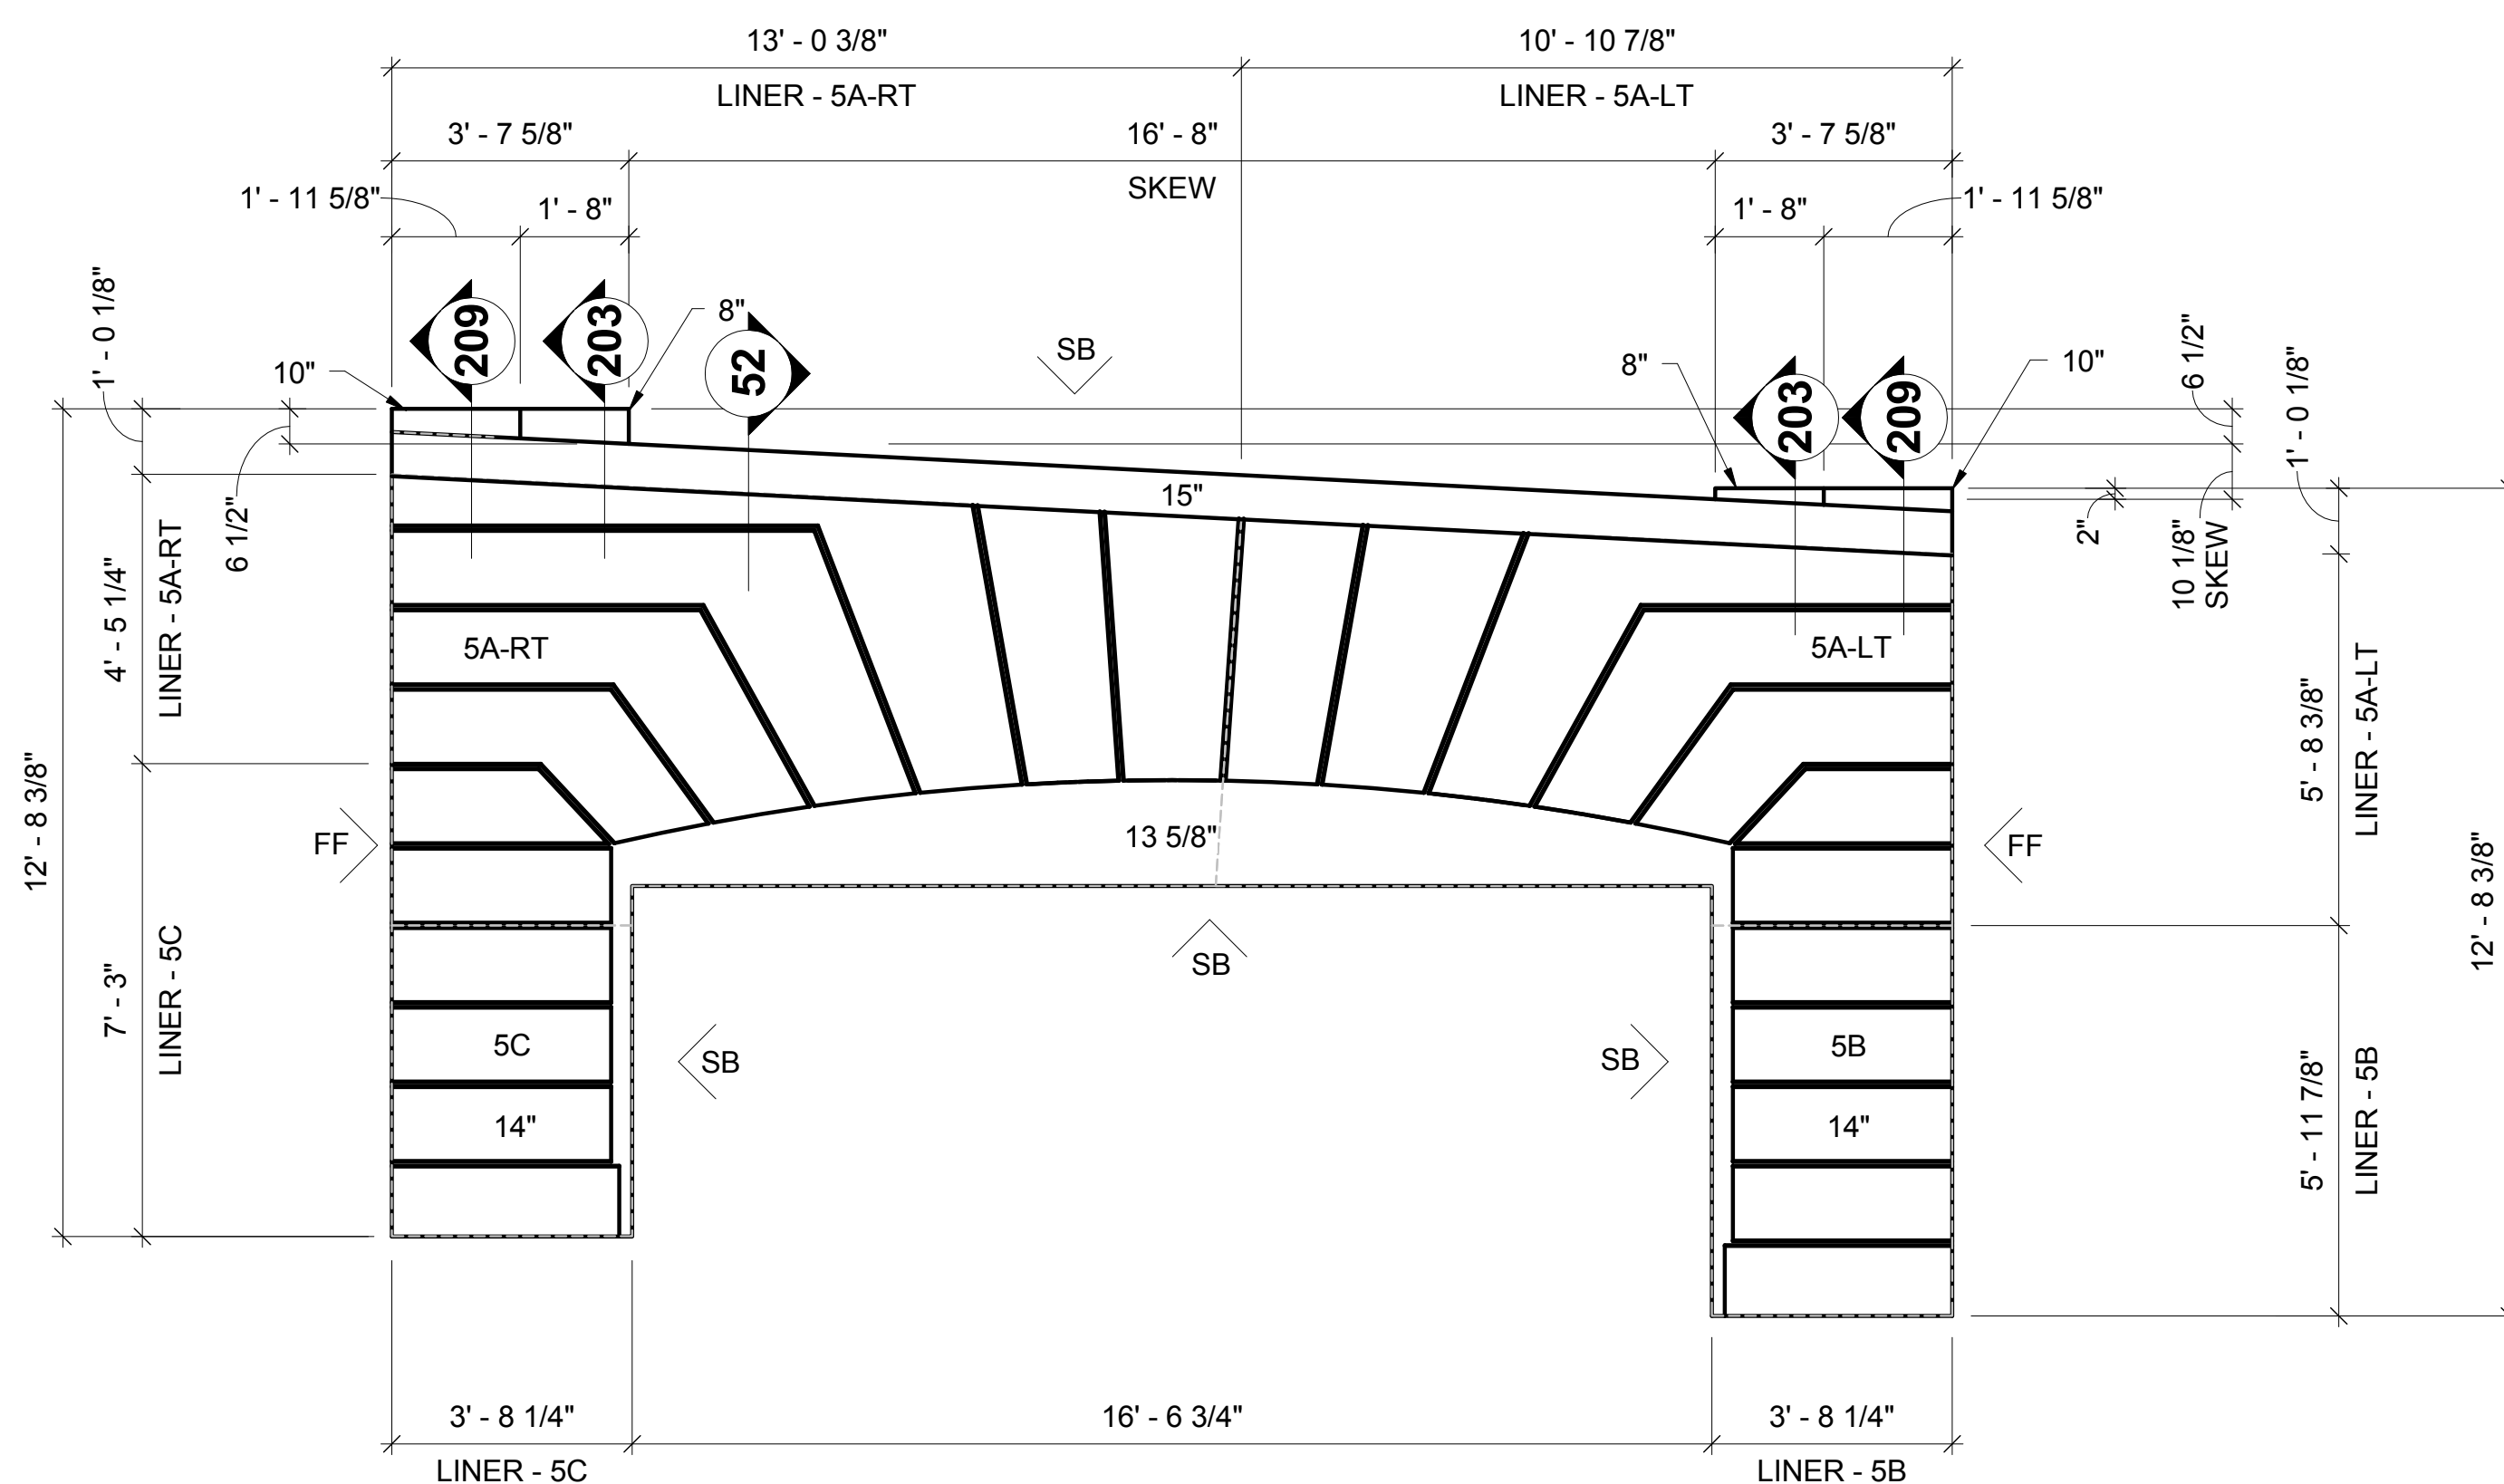 13' - 0 3/8"
10' - 10 7/8"
LINER - 5A-RT
LINER - 5A-LT
3' - 7 5/8"
16' - 8"
3' - 7 5/8"
SKEW
1' - 11 5/8"
1' - 8"
1' - 8"
1' - 11 5/8"
1' - 0 1/8"
10"
209
203
8"
52
SB
8"
203
209
10"
6 1/2"
1' - 0 1/8"
6 1/2"
15"
2"
10 1/8"
SKEW
4' - 5 1/4"
LINER - 5A-RT
5A-RT
5A-LT
5' - 8 3/8"
LINER - 5A-LT
12' - 8 3/8"
FF
13 5/8"
FF
12' - 8 3/8"
SB
7' - 3"
LINER - 5C
5C
SB
SB
5B
14"
14"
5' - 11 7/8"
LINER - 5B
3' - 8 1/4"
16' - 6 3/4"
3' - 8 1/4"
LINER - 5C
LINER - 5B